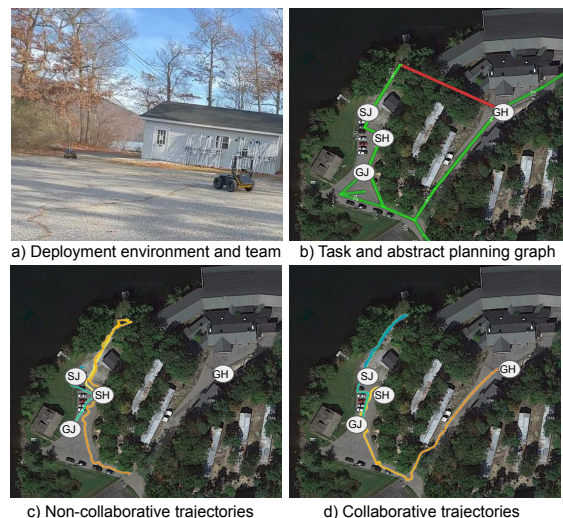 SJ
GH
SH
GJ
a) Deployment environment and team
b) Task and abstract planning graph
SJ
SH
GH
GJ
SJ
GH
SH
GJ
c) Non-collaborative trajectories
d) Collaborative trajectories